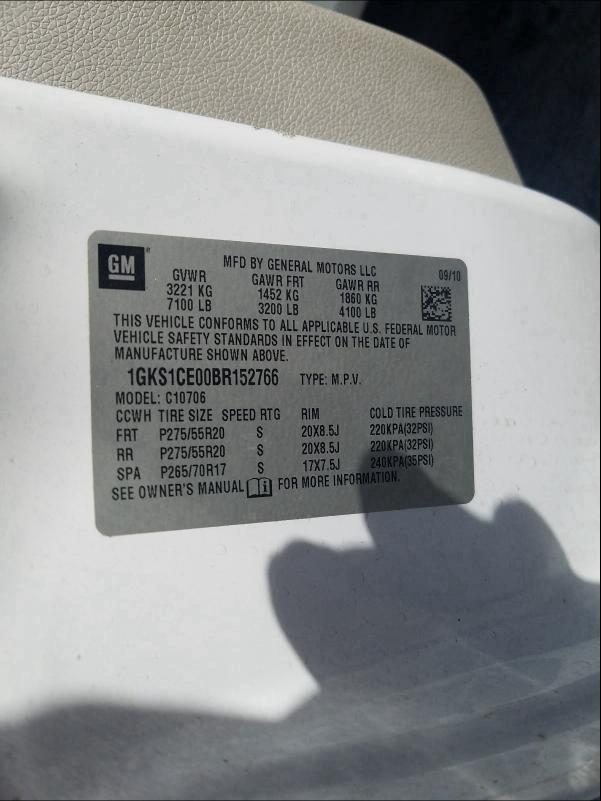 GM
MFD BY GENERAL MOTORS LLC 09/10
GVWR GAWR FRT GAWR RR
3221 KG 1452 KG 1860 KG
7100 LB 3200 LB 4100 LB
THIS VEHICLE CONFORMS TO ALL APPLICABLE U.S. FEDERAL MOTOR
VEHICLE SAFETY STANDARDS IN EFFECT ON THE DATE OF
MANUFACTURE SHOWN ABOVE.
1GKS1CE00BR152766 TYPE: M.P.V.
MODEL: C10706
CCWH TIRE SIZE SPEED RTG RIM COLD TIRE PRESSURE
FRT P275/55R20 S 20X8.5J 220KPA(32PSI)
RR P275/55R20 S 20X8.5J 220KPA(32PSI)
SPA P265/70R17 S 17X7.5J 240KPA(35PSI)
SEE OWNER'S MANUAL i FOR MORE INFORMATION.